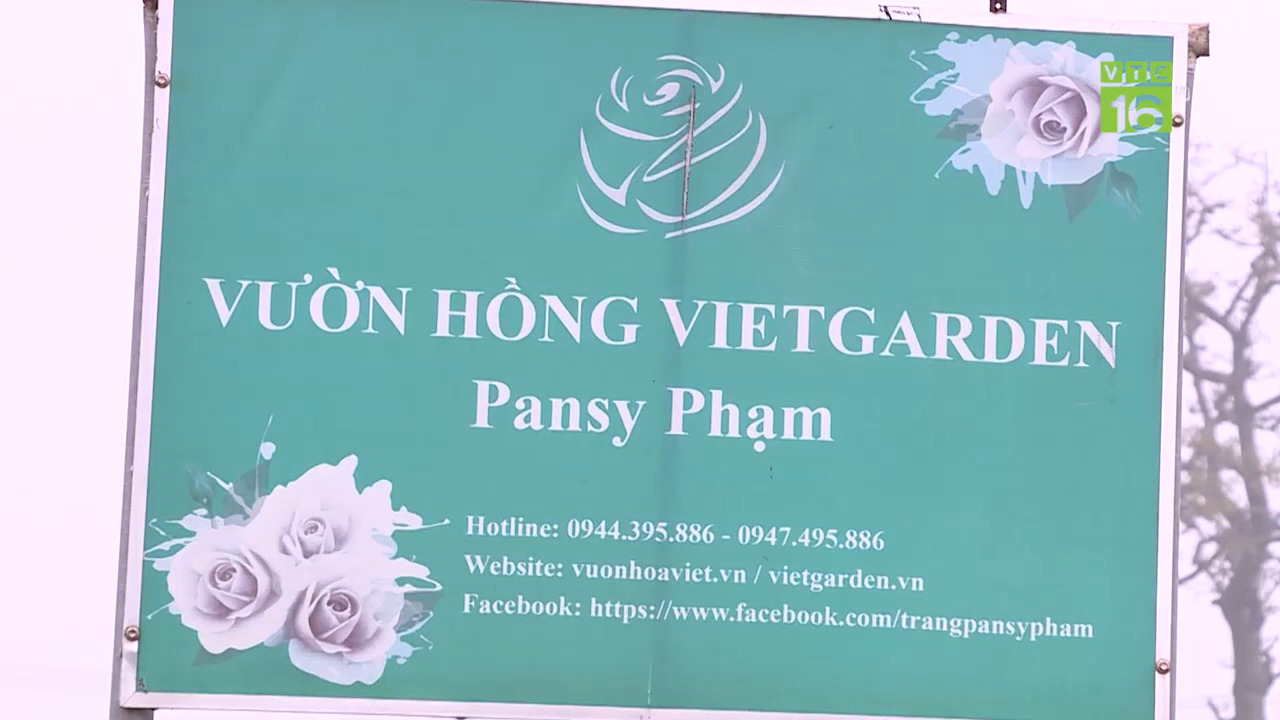 VTC
16
VƯỜN HỒNG VIETGARDEN
Pansy Phạm
Hotline: 0944.395.886 - 0947.495.886
Website: vuonhoaviet.vn / vietgarden.vn
Facebook: https://www.facebook.com/trangpansypham